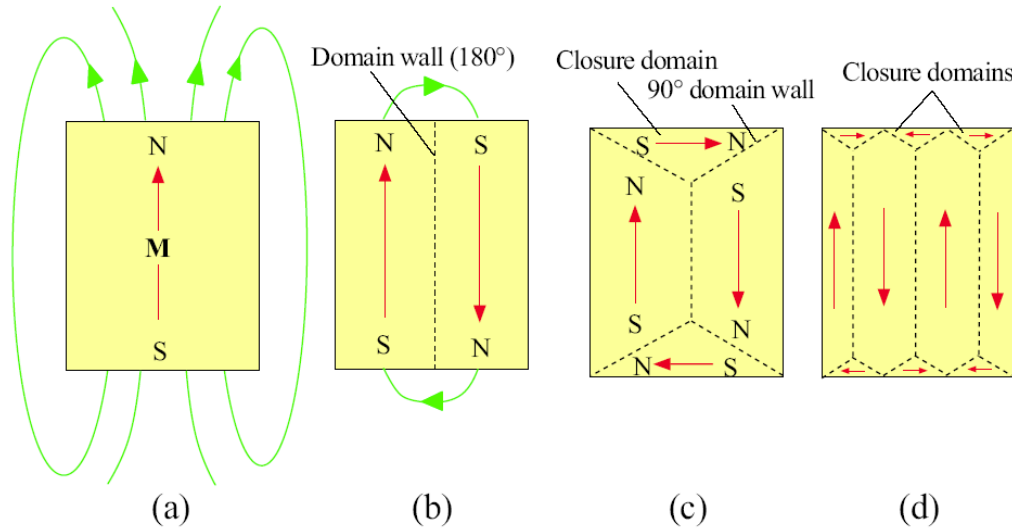 N
M
S
(a)
Domain wall (180°)
N S
S N
(b)
Closure domain
90° domain wall
S N
N S
S N
N S
(c)
Closure domains
(d)